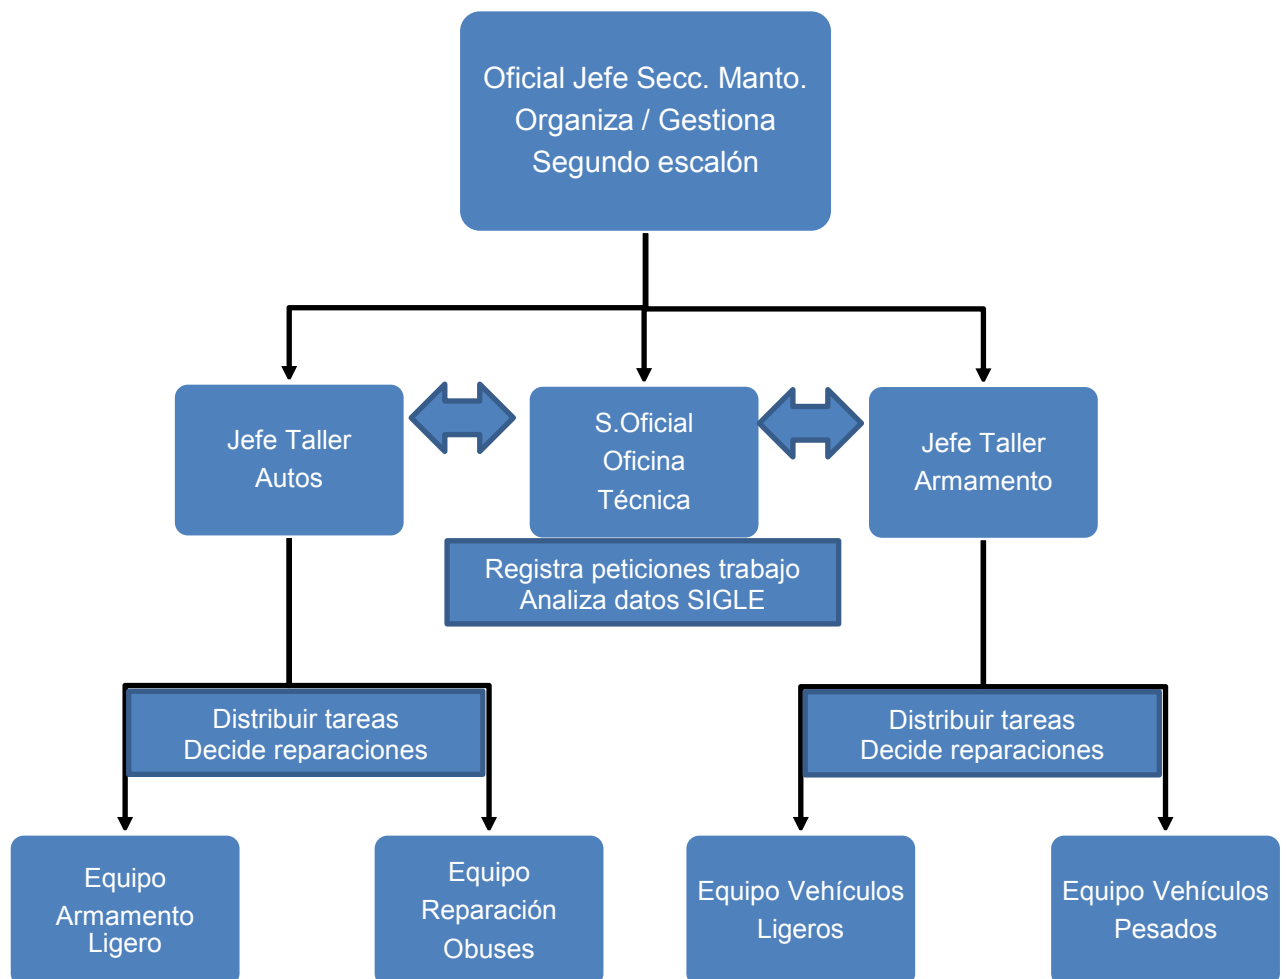 Oficial Jefe Secc. Manto.
Organiza / Gestiona
Segundo escalón
Jefe Taller
Autos
S.Oficial
Oficina
Técnica
Jefe Taller
Armamento
Registra peticiones trabajo
Analiza datos SIGLE
Distribuir tareas
Decide reparaciones
Distribuir tareas
Decide reparaciones
Equipo
Armamento
Ligero
Equipo
Reparación
Obuses
Equipo Vehículos
Ligeros
Equipo Vehículos
Pesados